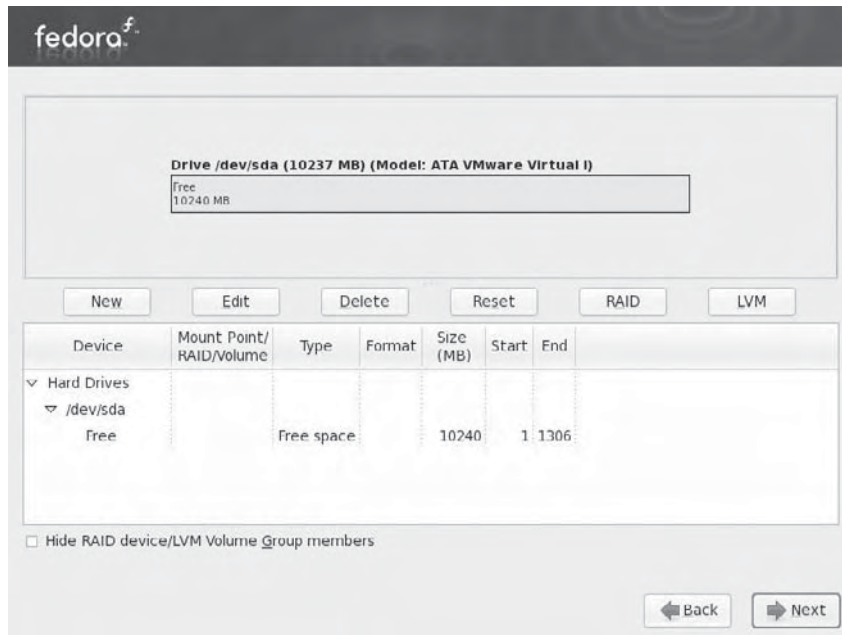 fedora
Drive /dev/sda (10237 MB) (Model: ATA VMware Virtual I)
Free
10240 MB
New Edit Delete Reset RAID LVM
Device Mount Point/ RAID/Volume Type Format Size (MB) Start End
Hard Drives
/dev/sda
Free Free space 10240 1 1306
Hide RAID device/LVM Volume Group members
Back Next